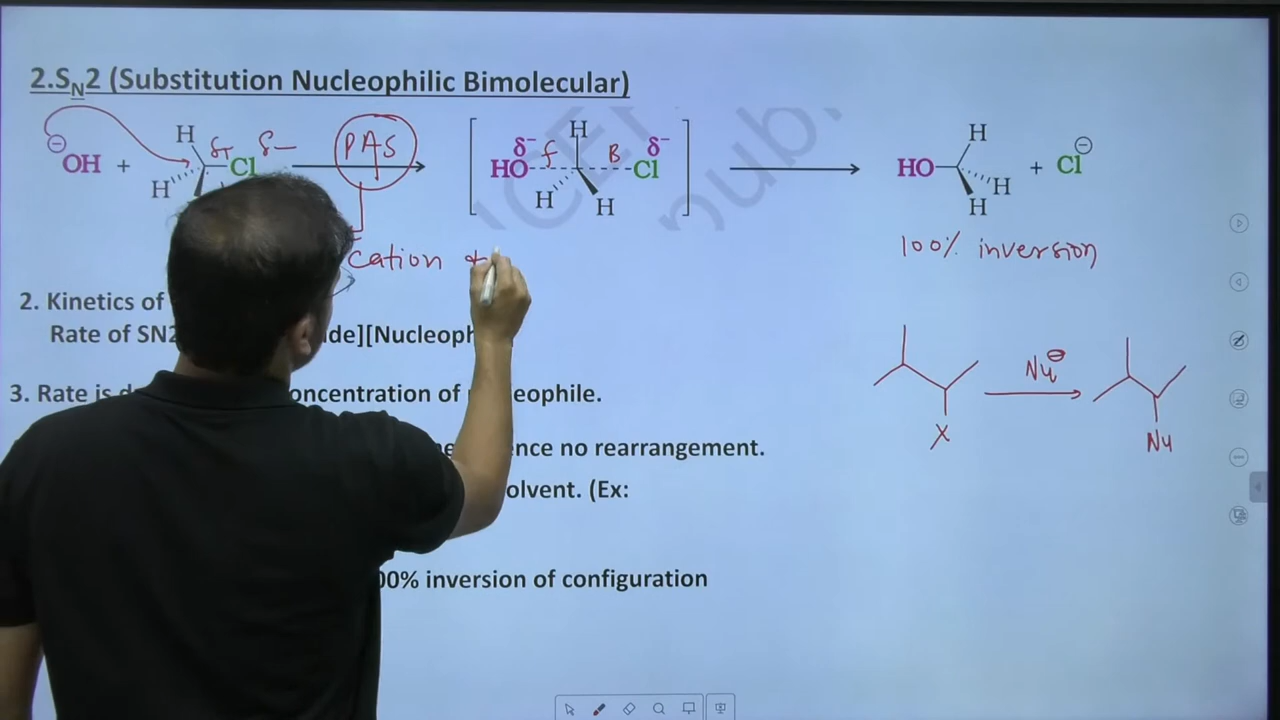 2.SN2 (Substitution Nucleophilic Bimolecular)
⊖OH + H H δ+ Cl δ- PAS [HO δ- f H H H B Cl δ-] HO H H H + Cl⊖
cation
100% inversion
2. Kinetics of
Rate of SN2 ide][Nucleoph
X Nu⊖ Nu
3. Rate is oncentration of eophile.
ence no rearrangement.
olvent. (Ex:
00% inversion of configuration